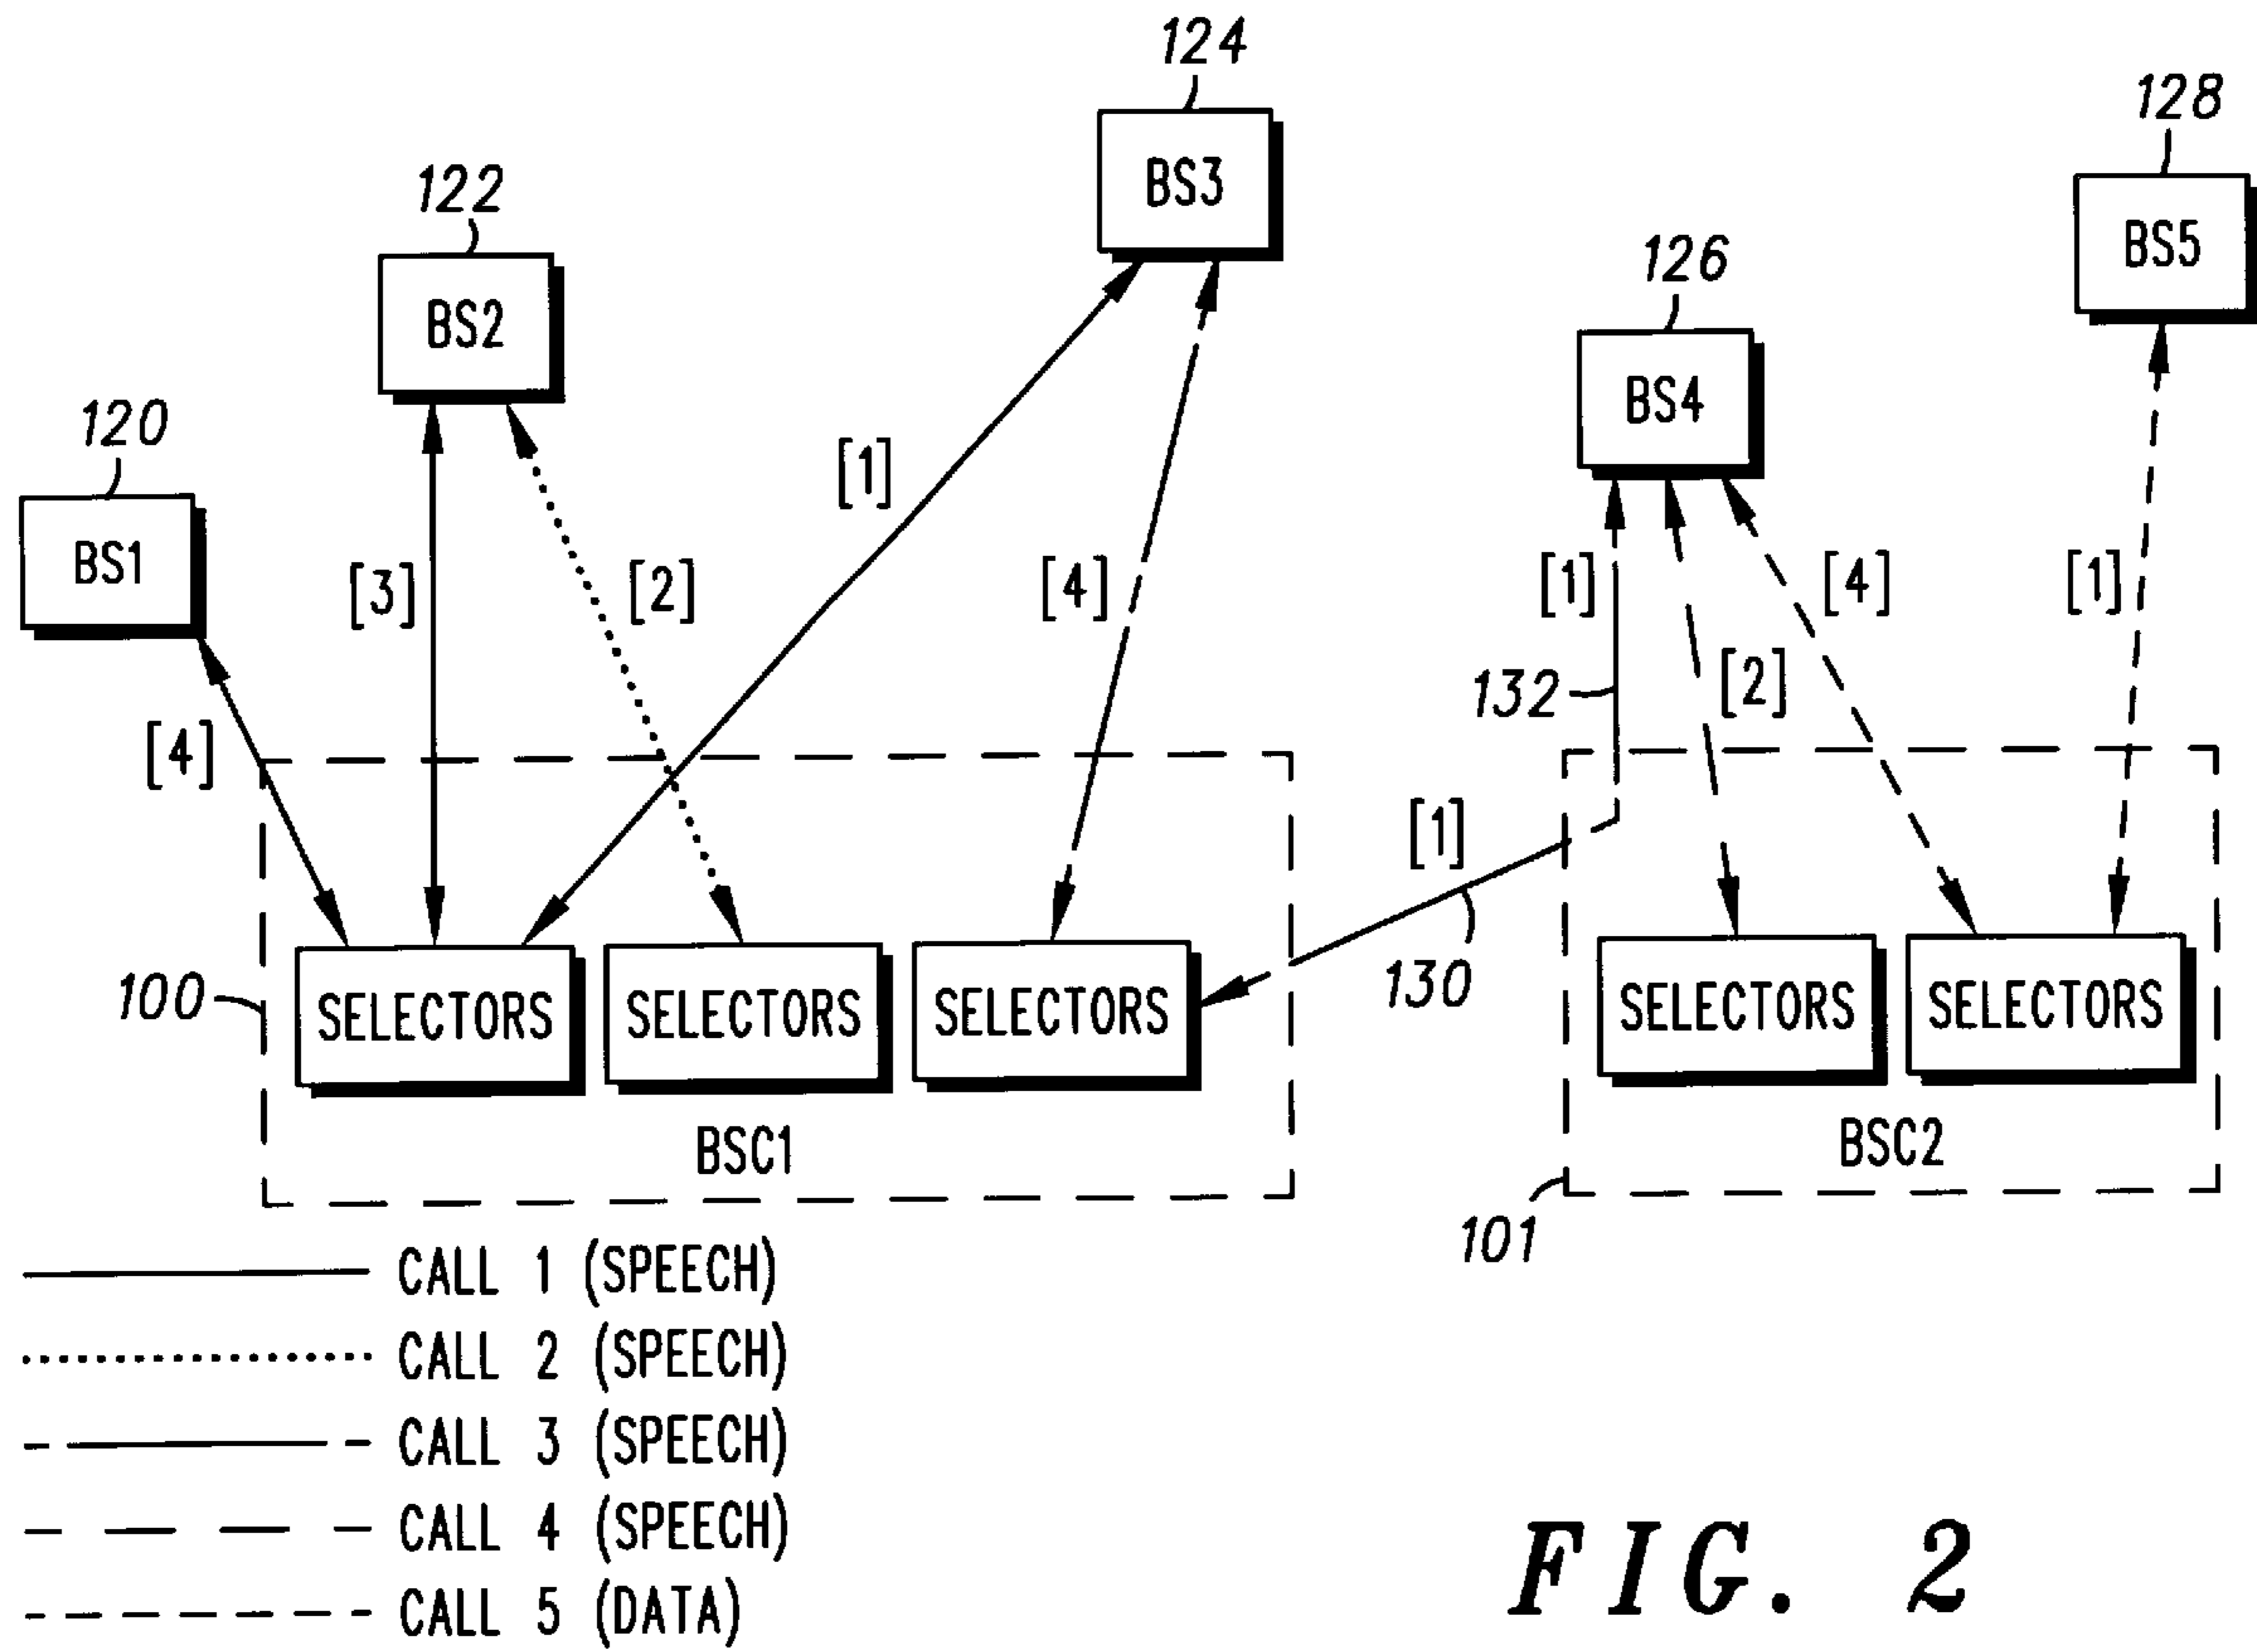 124
128
122
BS3
126
BS5
BS2
BS4
120
[1]
BS1
[3]
[2]
[4]
[1]
[4]
[1]
132
[2]
[4]
[1]
100
SELECTORS
SELECTORS
SELECTORS
130
SELECTORS
SELECTORS
BSC1
BSC2
101
CALL 1 (SPEECH)
CALL 2 (SPEECH)
CALL 3 (SPEECH)
CALL 4 (SPEECH)
CALL 5 (DATA)
FIG. 2